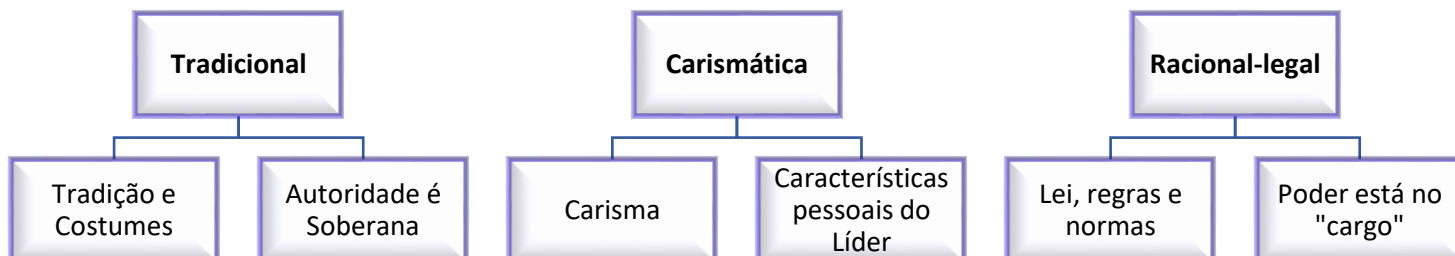 Tradicional
Tradição e
Costumes
Autoridade é
Soberana
Carismática
Carisma
Características
pessoais do
Líder
Racional-legal
Lei, regras e
normas
Poder está no
"cargo"